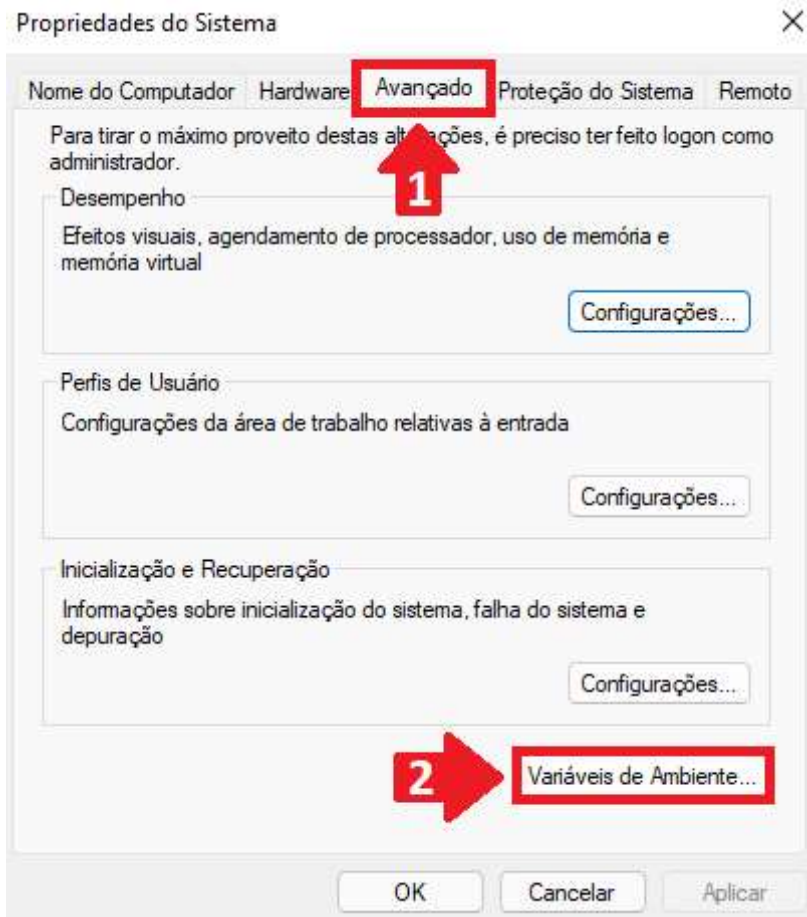 Propriedades do Sistema
Nome do Computador Hardware Avançado Proteção do Sistema Remoto
Para tirar o máximo proveito destas alterações, é preciso ter feito logon como
administrador.
1
Desempenho
Efeitos visuais, agendamento de processador, uso de memória e
memória virtual
Configurações...
Perfis de Usuário
Configurações da área de trabalho relativas à entrada
Configurações...
Inicialização e Recuperação
Informações sobre inicialização do sistema, falha do sistema e
depuração
Configurações...
2 Variáveis de Ambiente...
OK Cancelar Aplicar